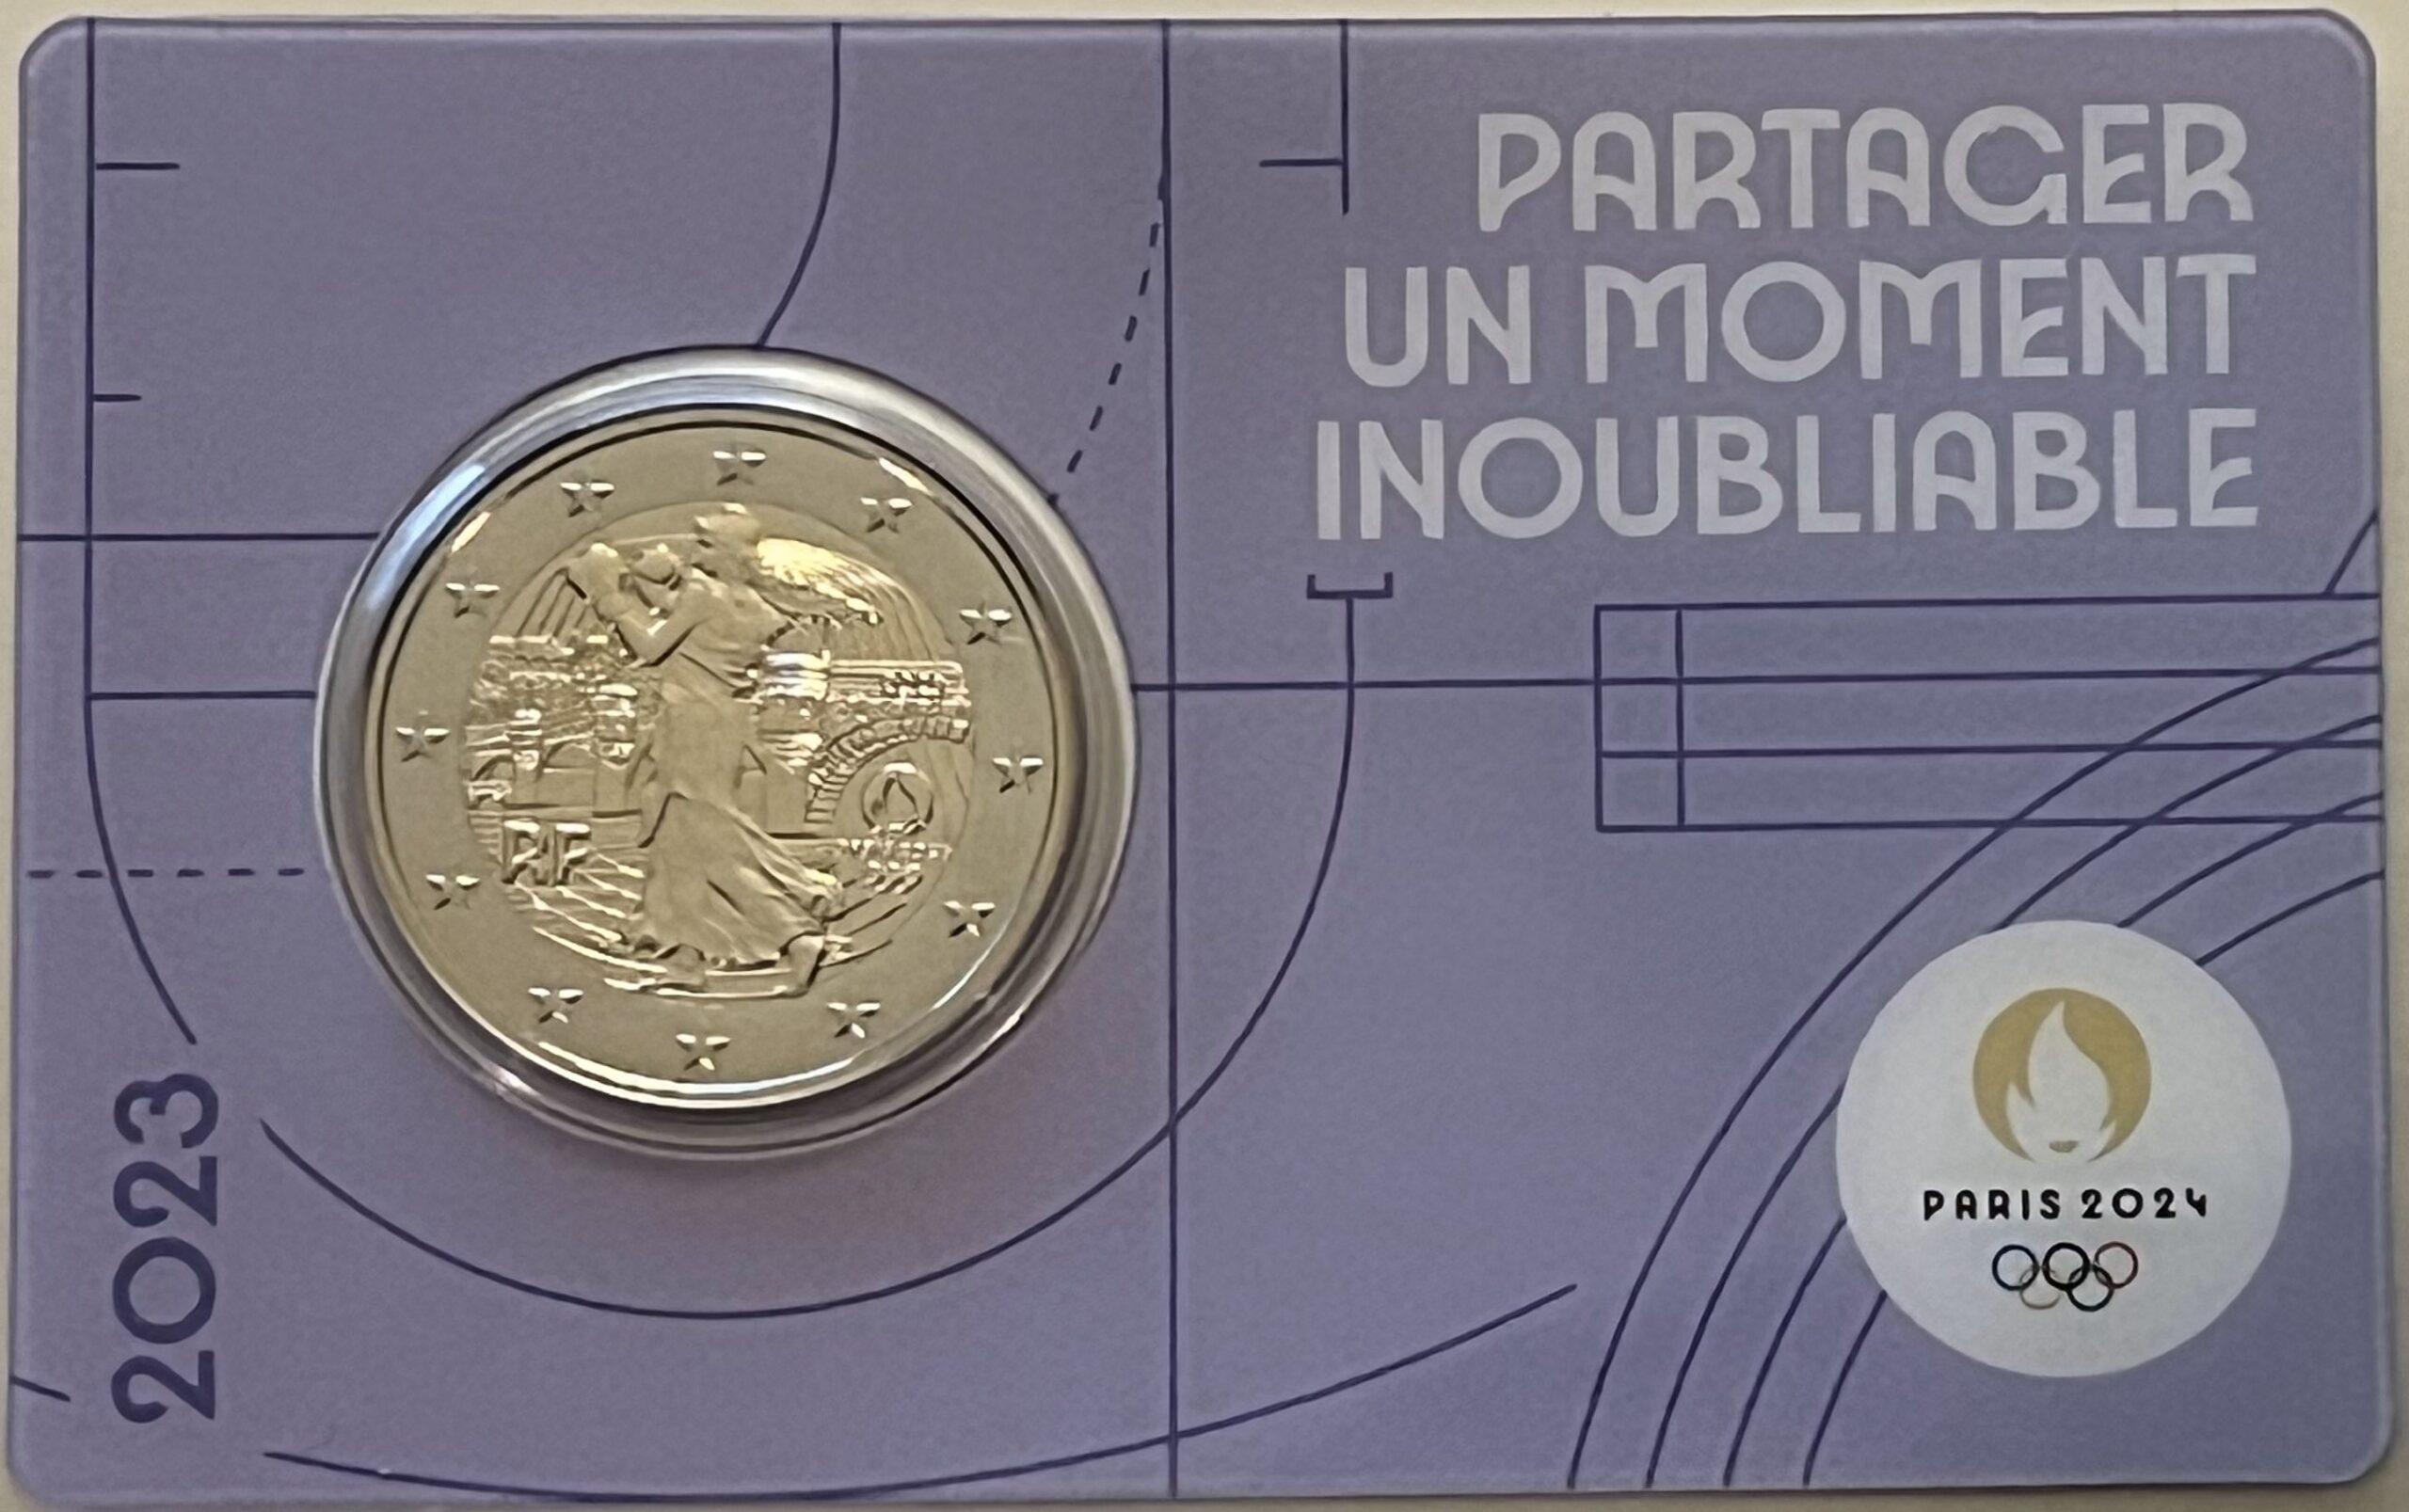 PARTAGER
UN MOMENT
INOUBLIABLE
RF
2023
PARIS 2024